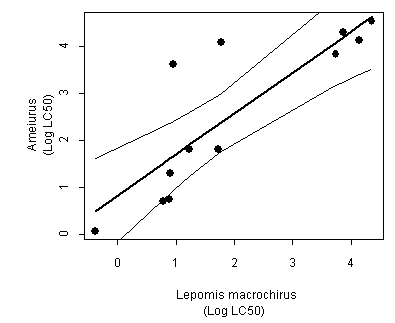 Ameiurus
(Log LC50)
4
3
2
1
0
0 1 2 3 4
Lepomis macrochirus
(Log LC50)